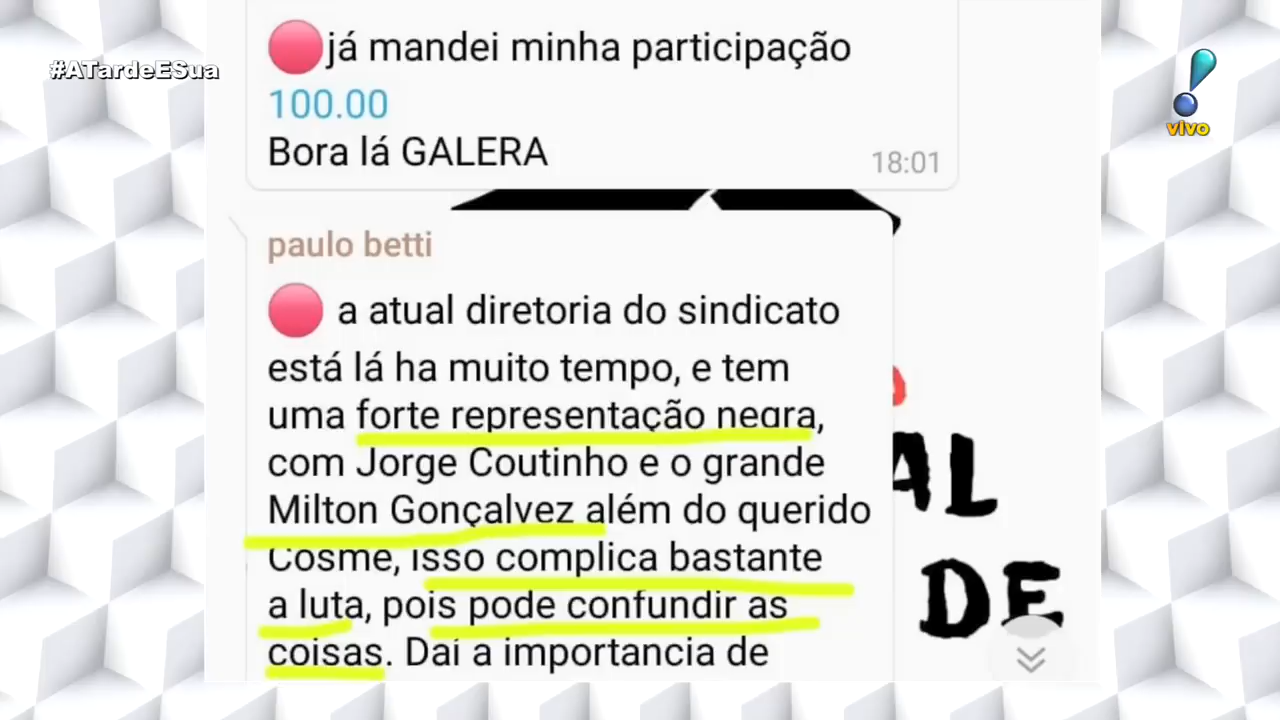 #ATardeESua
vivo
já mandei minha participação
100.00
Bora lá GALERA
18:01
paulo betti
a atual diretoria do sindicato
está lá ha muito tempo, e tem
uma forte representação negra,
com Jorge Coutinho e o grande
Milton Gonçalvez além do querido
Cosme, isso complica bastante
a luta, pois pode confundir as
coisas. Daí a importancia de
AL
DE